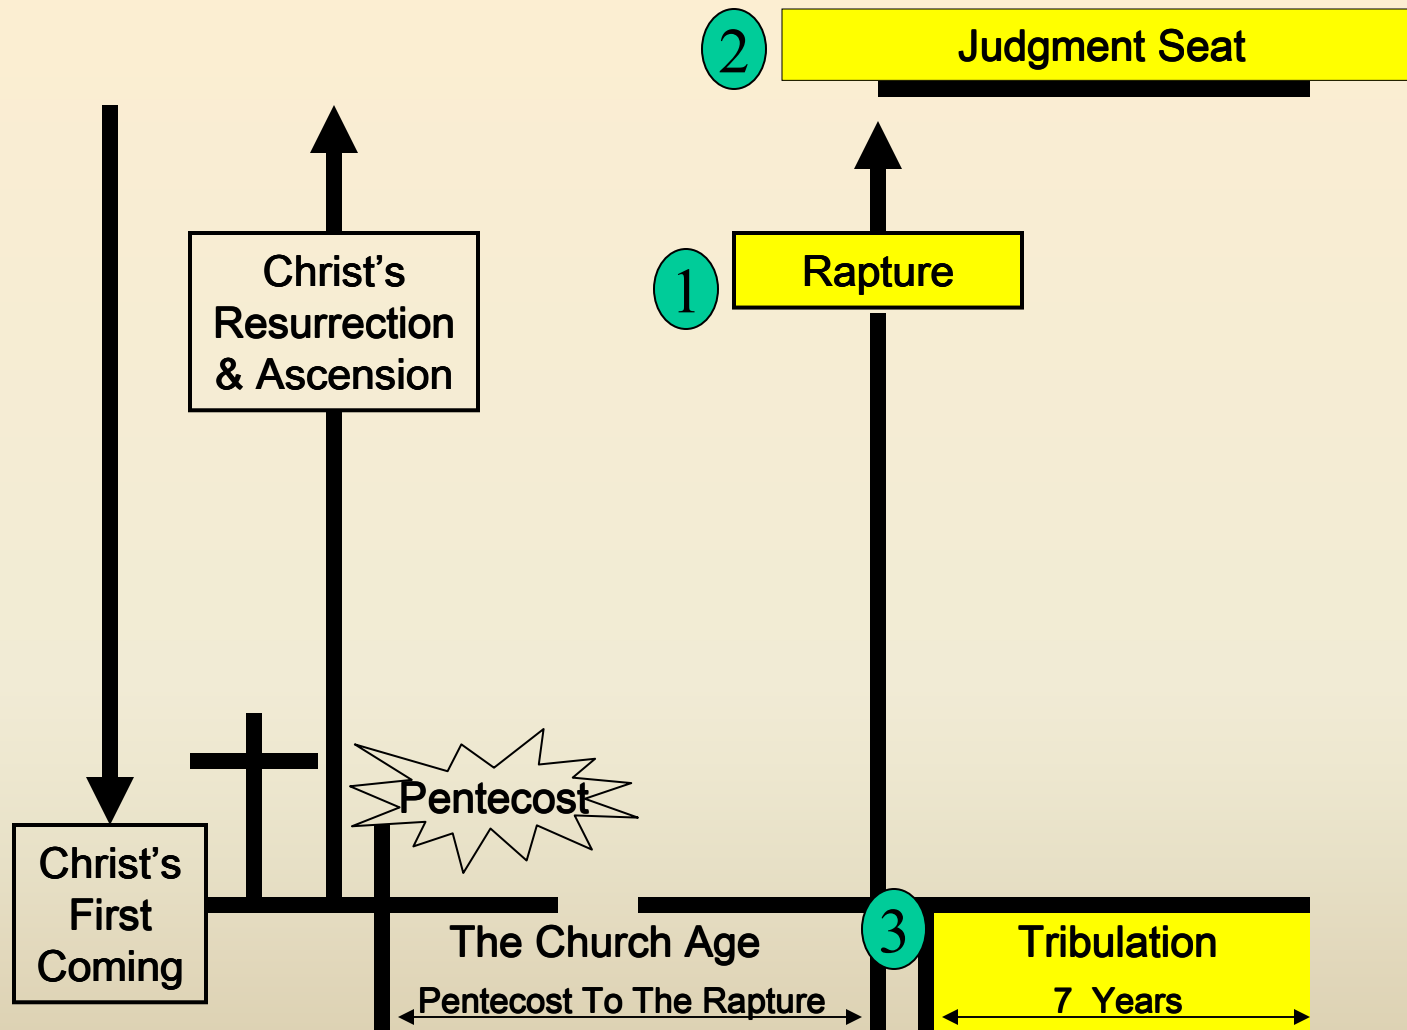 2
Judgment Seat
1
Rapture
Christ's
Resurrection
& Ascension
Pentecost
Christ's
First
Coming
The Church Age
Pentecost To The Rapture
3
Tribulation
7 Years